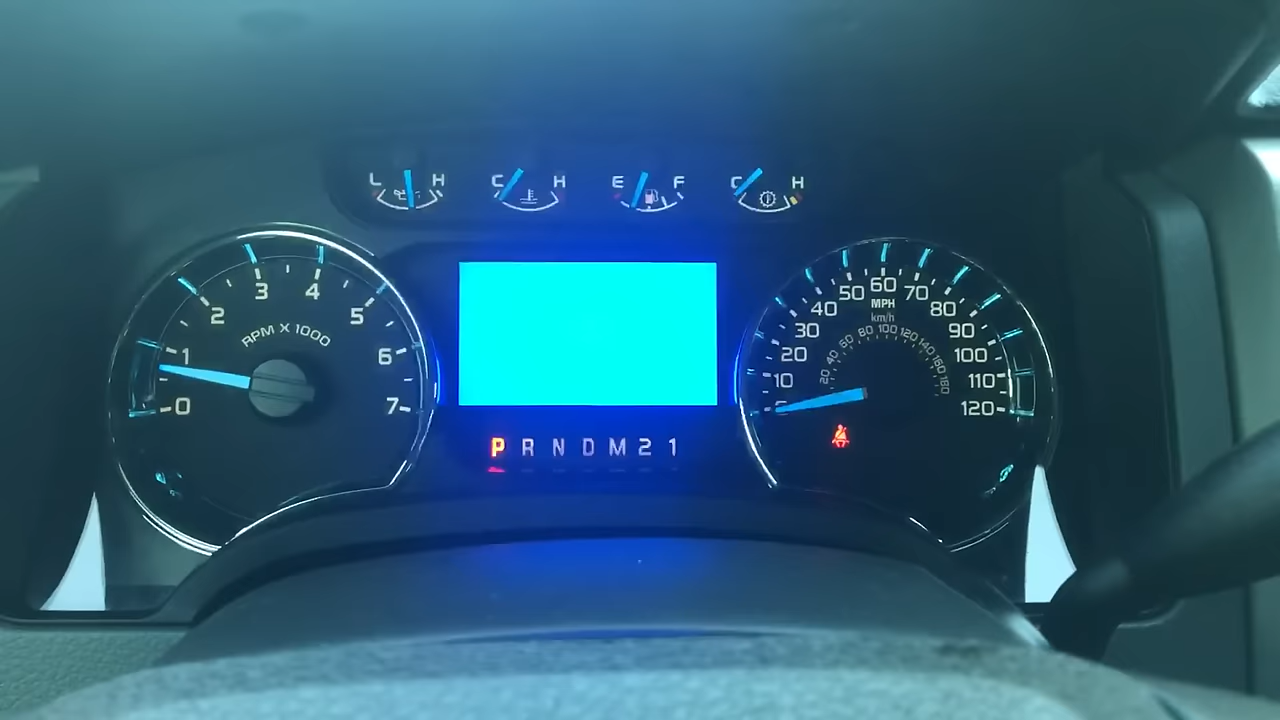 L H
C H
E F
C H
0 1 2 3 4 5 6 7
RPM X 1000
P R N D M 2 1
10 20 30 40 50 60 70 80 90 100 110 120
MPH
km/h
20 40 60 80 100 120 140 160 180